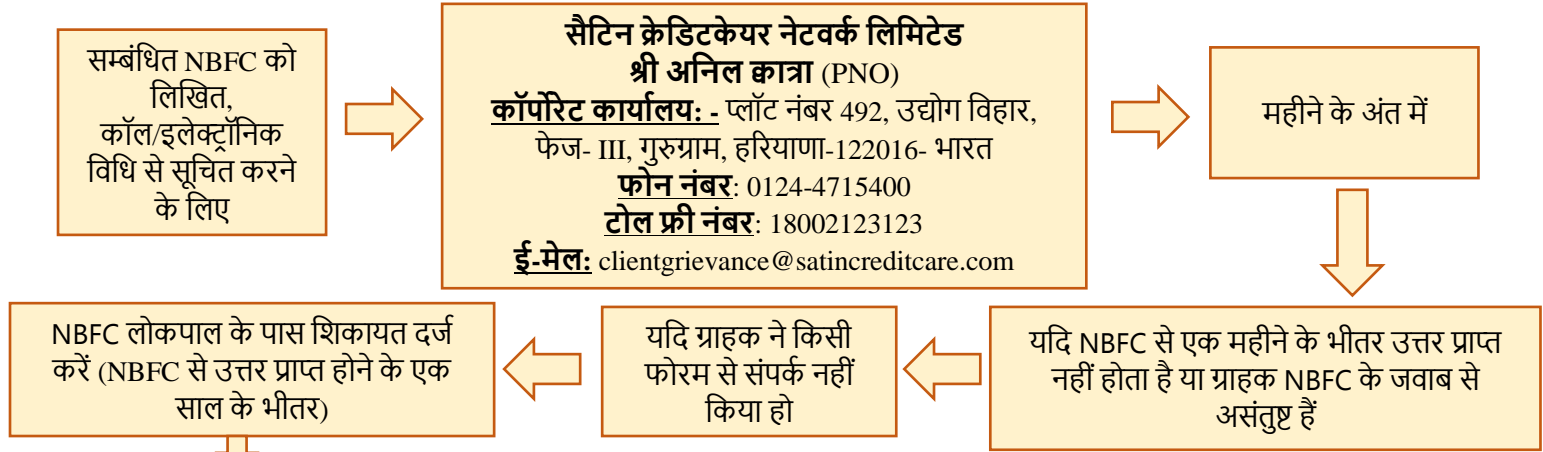 सम्बंधित NBFC को
लिखित,
कॉल/इलेक्ट्रॉनिक
विधि से सूचित करने
के लिए
सैटिन क्रेडिटकेयर नेटवर्क लिमिटेड
श्री अनिल क्वात्रा (PNO)
कॉर्पोरेट कार्यालय: - प्लॉट नंबर 492, उद्योग विहार,
फेज- III, गुरुग्राम, हरियाणा-122016- भारत
फोन नंबर: 0124-4715400
टोल फ्री नंबर: 18002123123
ई-मेल: clientgrievance@satincreditcare.com
महीने के अंत में
यदि NBFC से एक महीने के भीतर उत्तर प्राप्त
नहीं होता है या ग्राहक NBFC के जवाब से
असंतुष्ट हैं
यदि ग्राहक ने किसी
फोरम से संपर्क नहीं
किया हो
NBFC लोकपाल के पास शिकायत दर्ज
करें (NBFC से उत्तर प्राप्त होने के एक
साल के भीतर)